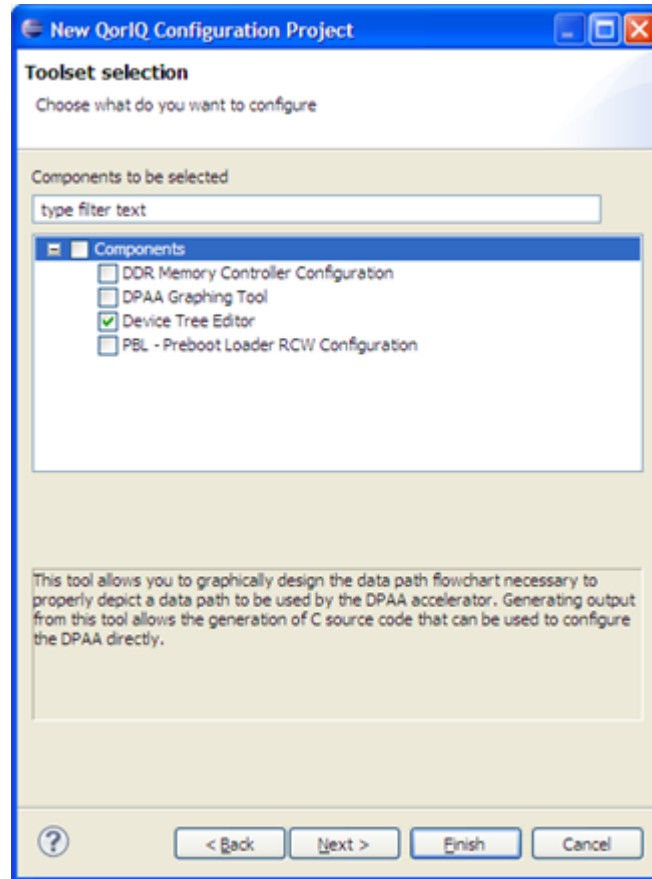 New QorIQ Configuration Project
Toolset selection
Choose what do you want to configure
Components to be selected
type filter text
Components
DDR Memory Controller Configuration
DPAA Graphing Tool
Device Tree Editor
PBL - Preboot Loader RCW Configuration
This tool allows you to graphically design the data path flowchart necessary to
properly depict a data path to be used by the DPAA accelerator. Generating output
from this tool allows the generation of C source code that can be used to configure
the DPAA directly.
? < Back Next > Finish Cancel